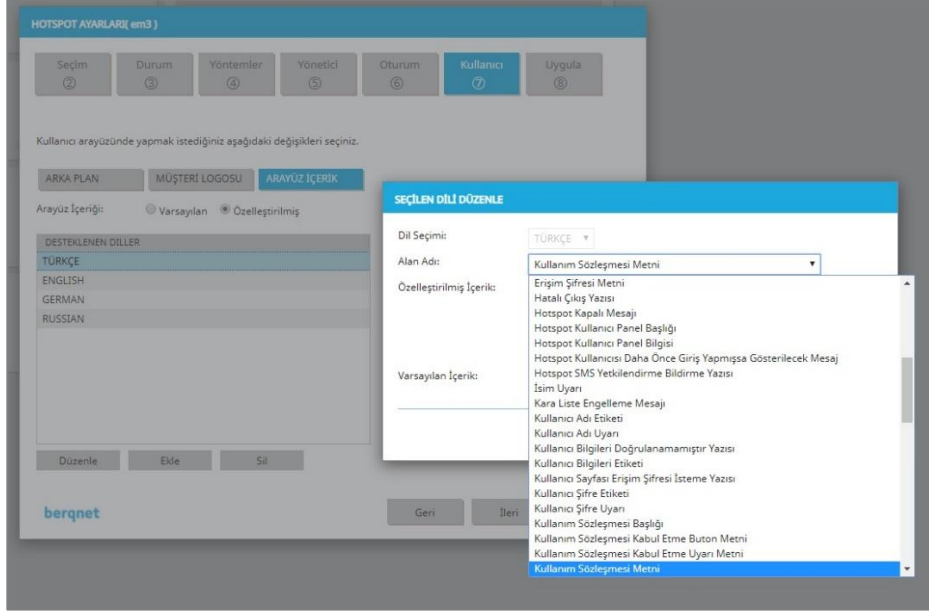 HOTSPOT AYARLARI( em3 )
Seçim
②
Durum
③
Yöntemler
④
Yönetici
⑤
Oturum
⑥
Kullanıcı
⑦
Uygula
⑧
Kullanıcı arayüzünde yapmak istediğiniz aşağıdaki değişikleri seçiniz.
ARKA PLAN
MÜŞTERİ LOGOSU
ARAYÜZ İÇERİK
Arayüz İçeriği:
Varsayılan
Özelleştirilmiş
DESTEKLENEN DİLLER
TÜRKÇE
ENGLISH
GERMAN
RUSSIAN
Düzenle
Ekle
Sil
berqnet
Geri
İleri
SEÇİLEN DİLİ DÜZENLE
Dil Seçimi:
TÜRKÇE
Alan Adı:
Kullanım Sözleşmesi Metni
Özelleştirilmiş İçerik:
Varsayılan İçerik:
Erişim Şifresi Metni
Hatalı Çıkış Yazısı
Hotspot Kapalı Mesajı
Hotspot Kullanıcı Panel Başlığı
Hotspot Kullanıcı Panel Bilgisi
Hotspot Kullanıcısı Daha Önce Giriş Yapmışsa Gösterilecek Mesaj
Hotspot SMS Yetkilendirme Bildirme Yazısı
İsim Uyarı
Kara Liste Engelleme Mesajı
Kullanıcı Adı Etiketi
Kullanıcı Adı Uyarı
Kullanıcı Bilgileri Doğrulanamamıştır Yazısı
Kullanıcı Bilgileri Etiketi
Kullanıcı Sayfası Erişim Şifresi İsteme Yazısı
Kullanıcı Şifre Etiketi
Kullanıcı Şifre Uyarı
Kullanım Sözleşmesi Başlığı
Kullanım Sözleşmesi Kabul Etme Buton Metni
Kullanım Sözleşmesi Kabul Etme Uyarı Metni
Kullanım Sözleşmesi Metni